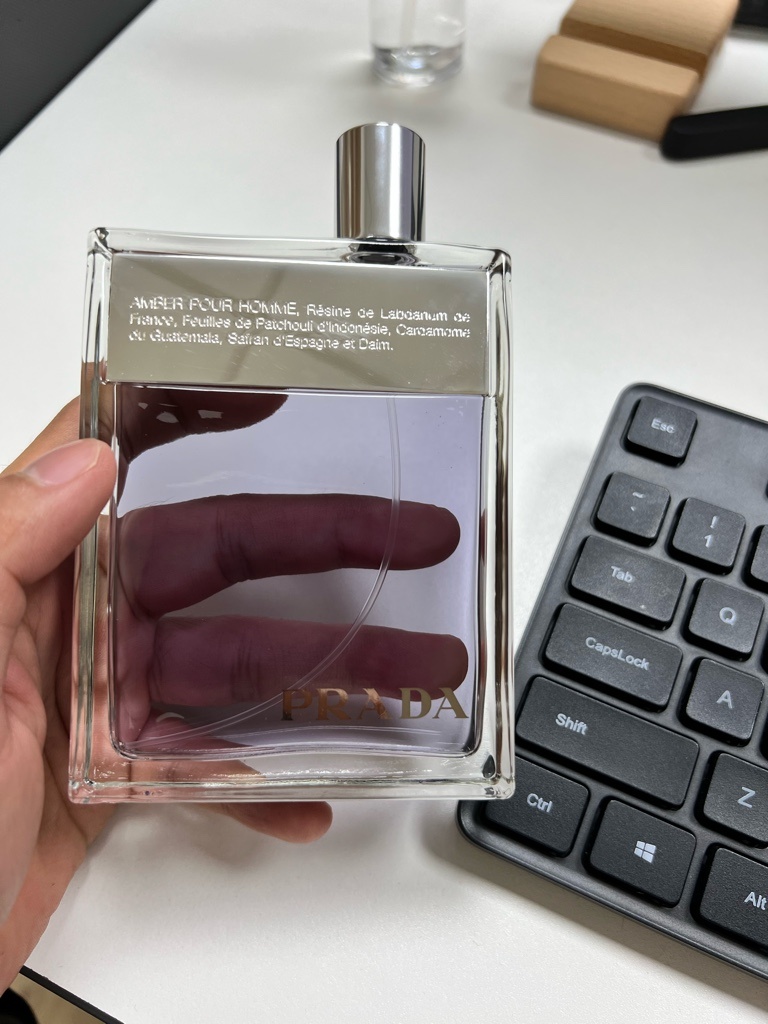 AMBER POUR HOMME, Résine de Labdanum de
France, Feuilles de Patchouli d'Indonésie, Cardamome
du Guatemala, Safran d'Espagne et Daim.
PRADA
Esc
~
!
1
Tab
Q
CapsLock
A
Shift
Z
Ctrl
Alt